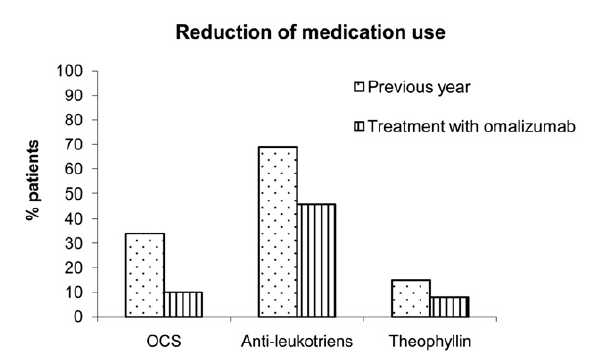 Reduction of medication use
100
90
80
70
60
50
40
30
20
10
0
% patients
Previous year
Treatment with omalizumab
OCS Anti-leukotriens Theophyllin